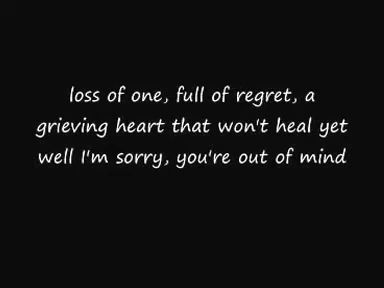 loss of one, full of regret, a
grieving heart that won't heal yet
well I'm sorry, you're out of mind